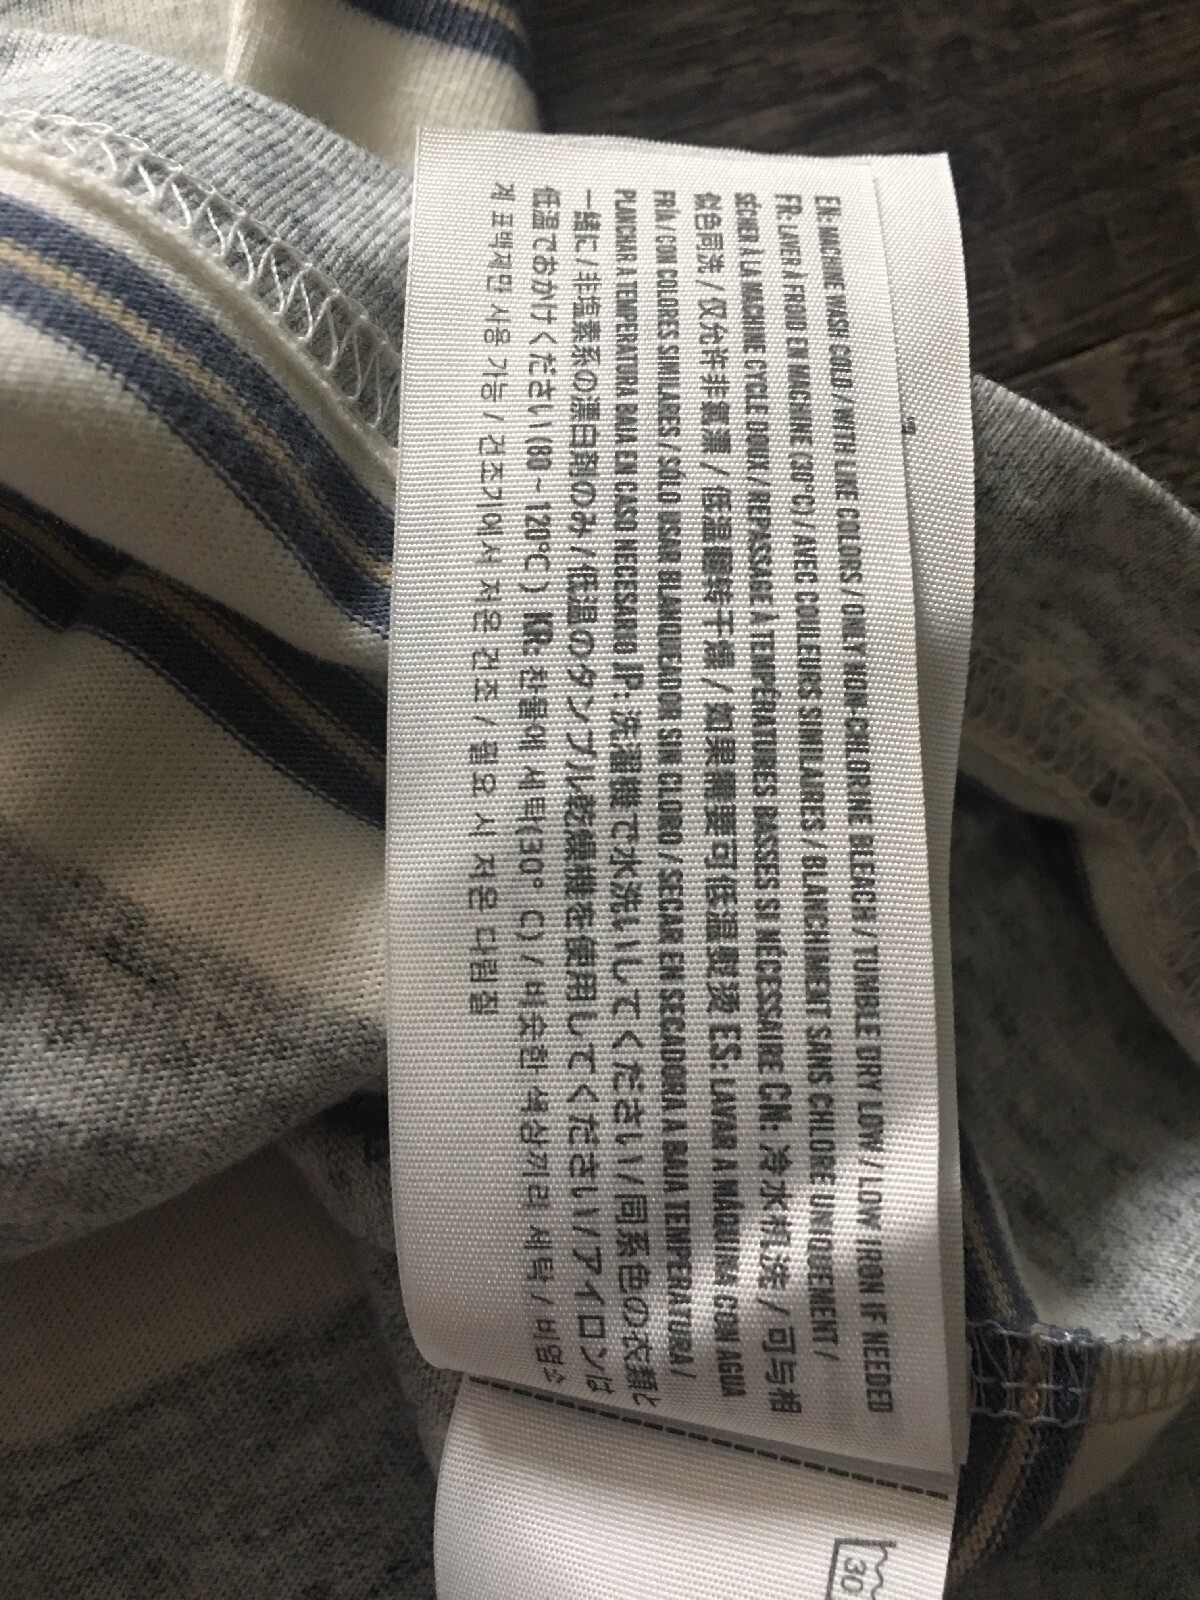 EN: MACHINE WASH COLD / WITH LIKE COLORS / ONLY NON-CHLORINE BLEACH / TUMBLE DRY LOW / LOW IRON IF NEEDED
FR: LAVER À FROID EN MACHINE (30°C) / AVEC COULEURS SIMILAIRES / BLANCHIMENT SANS CHLORE UNIQUEMENT /
SÉCHER À LA MACHINE CYCLE DOUX / REPASSAGE À TEMPÉRATURES BASSES SI NÉCESSAIRE CN: 冷水机洗 / 可与相
似色同洗 / 仅允许非氯漂 / 低温翻转干燥 / 如果需要可低温熨烫 ES: LAVAR A MÁQUINA CON AGUA
FRÍA / CON COLORES SIMILARES / SÓLO USAR BLANQUEADOR SIN CLORO / SECAR EN SECADORA A BAJA TEMPERATURA /
PLANCHAR A TEMPERATURA BAJA EN CASO NECESARIO JP: 洗濯機で水洗いしてください / 同系色の衣類と
一緒に / 非塩素系の漂白剤のみ / 低温のタンブル乾燥機を使用してください / アイロンは
低温でおかけください (80 - 120℃) KR: 찬물에 세탁(30° C) / 비슷한 색상끼리 세탁 / 비염소
계 표백자만 사용 가능 / 건조기에서 저온 건조 / 필요시 저온 다림질
30